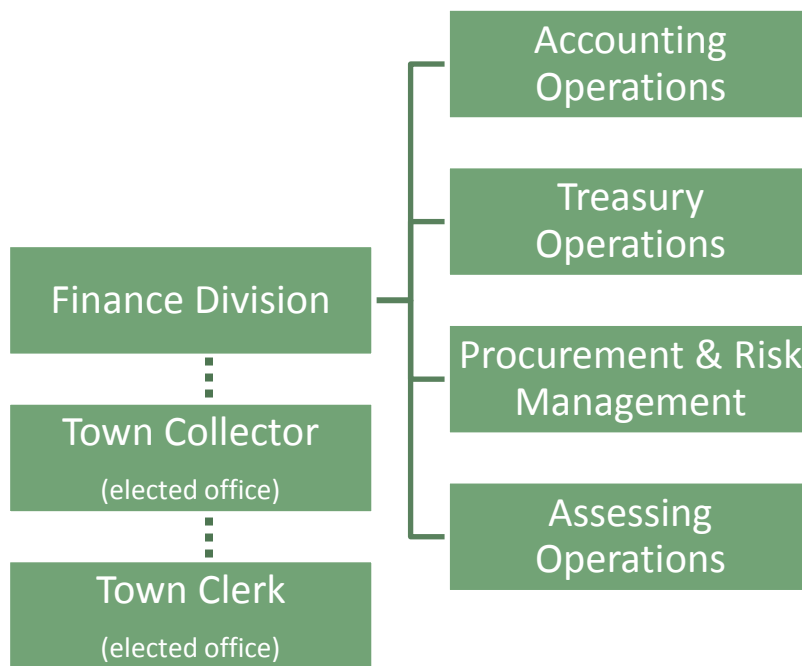 Finance Division
Town Collector
(elected office)
Town Clerk
(elected office)
Accounting
Operations
Treasury
Operations
Procurement & Risk
Management
Assessing
Operations